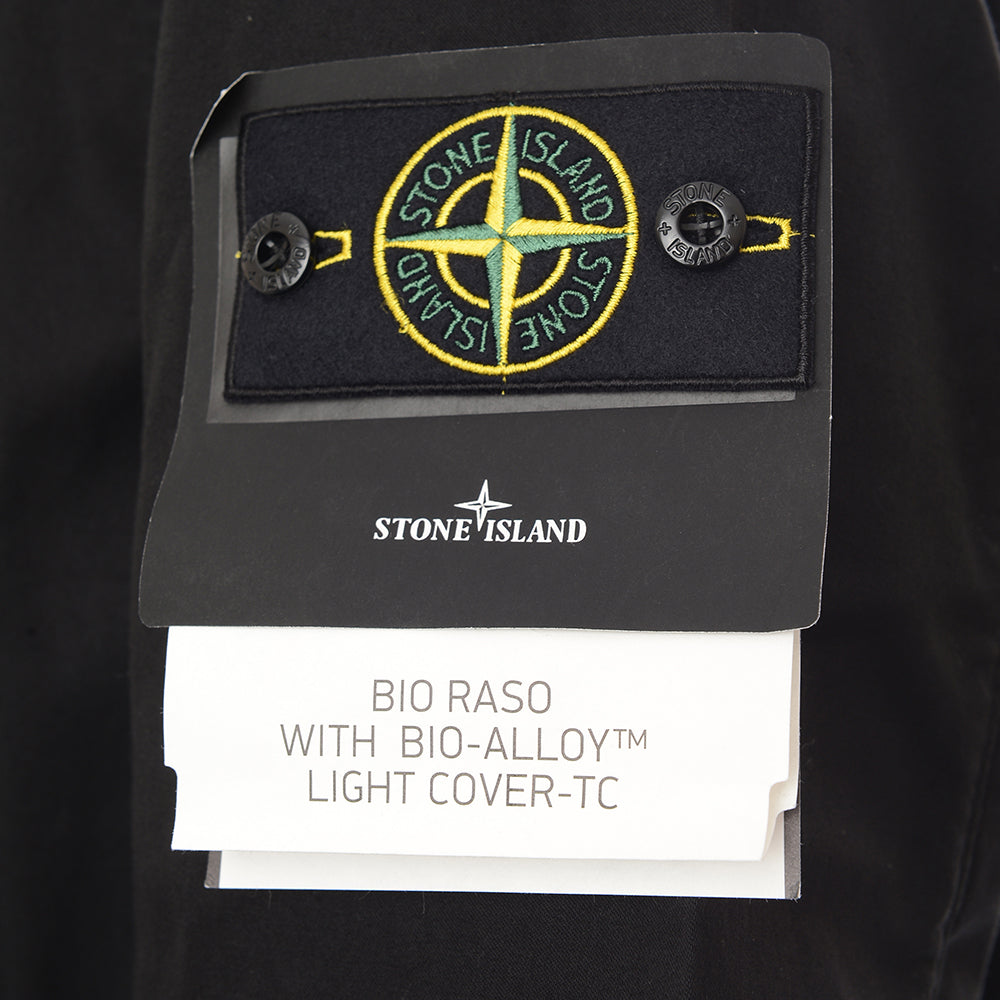 STONE ISLAND
STONE ISLAND
STONE ISLAND
STONE ISLAND
STONE ISLAND
BIO RASO
WITH BIO-ALLOY™
LIGHT COVER-TC